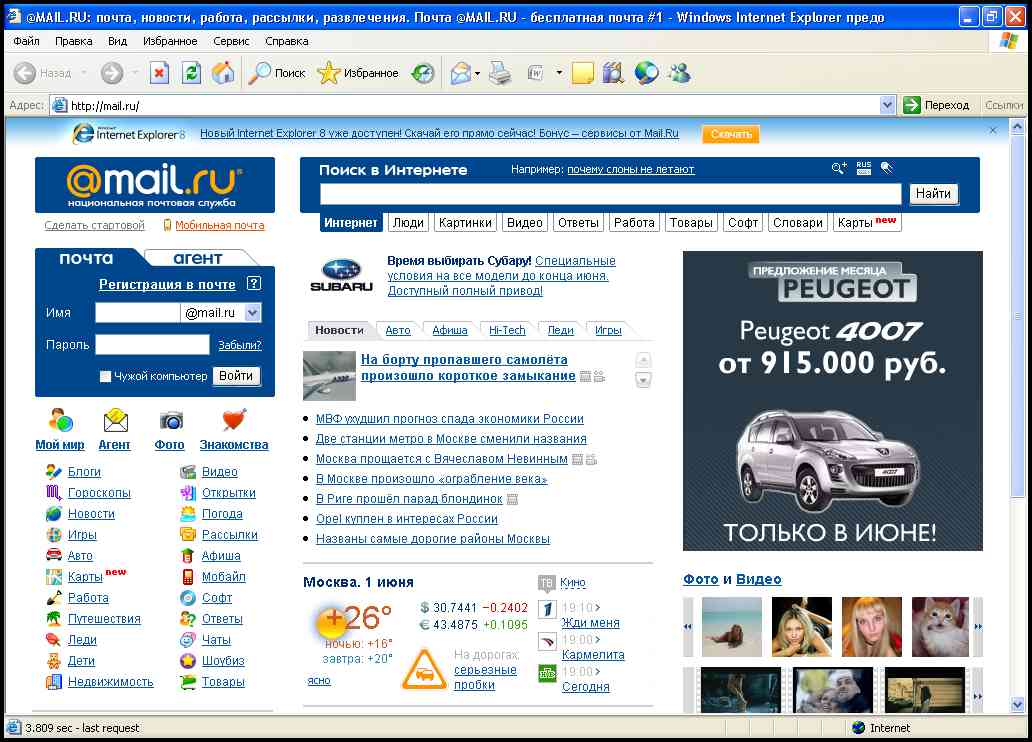 @MAIL.RU: почта, новости, работа, рассылки, развлечения. Почта @MAIL.RU - бесплатная почта #1 - Windows Internet Explorer предо
Файл Правка Вид Избранное Сервис Справка
Назад Поиск Избранное
Адрес: http://mail.ru/ Переход Ссылки
Windows Internet Explorer 8 Новый Internet Explorer 8 уже доступен! Скачай его прямо сейчас! Бонус – сервисы от Mail.Ru Скачать
@mail.ru®
национальная почтовая служба
Сделать стартовой Мобильная почта
Поиск в Интернете Например: почему слоны не летают RUS
Найти
Интернет Люди Картинки Видео Ответы Работа Товары Софт Словари Карты new
почта агент
Регистрация в почте ?
Имя @mail.ru
Пароль Забыли?
Чужой компьютер Войти
Мой мир Агент Фото Знакомства
Блоги Видео
Гороскопы Открытки
Новости Погода
Игры Рассылки
Авто Афиша
Карты new Мобайл
Работа Софт
Путешествия Ответы
Леди Чаты
Дети Шоубиз
Недвижимость Товары
SUBARU
Время выбирать Субару! Специальные
условия на все модели до конца июня.
Доступный полный привод!
Новости Авто Афиша Hi-Tech Леди Игры
На борту пропавшего самолёта
произошло короткое замыкание
МВФ ухудшил прогноз спада экономики России
Две станции метро в Москве сменили названия
Москва прощается с Вячеславом Невинным
В Москве произошло «ограбление века»
В Риге прошёл парад блондинок
Opel куплен в интересах России
Названы самые дорогие районы Москвы
Москва. 1 июня
+26°
ночью: +16°
завтра: +20°
ясно
$ 30.7441 −0.2402
€ 43.4875 +0.1095
На дорогах:
серьезные
пробки
ТВ Кино
1 19:10
Жди меня
19:00
Кармелита
19:00
Сегодня
ПРЕДЛОЖЕНИЕ МЕСЯЦА
PEUGEOT
Peugeot 4007
от 915.000 руб.
ТОЛЬКО В ИЮНЕ!
Фото и Видео
3.809 sec - last request Internet